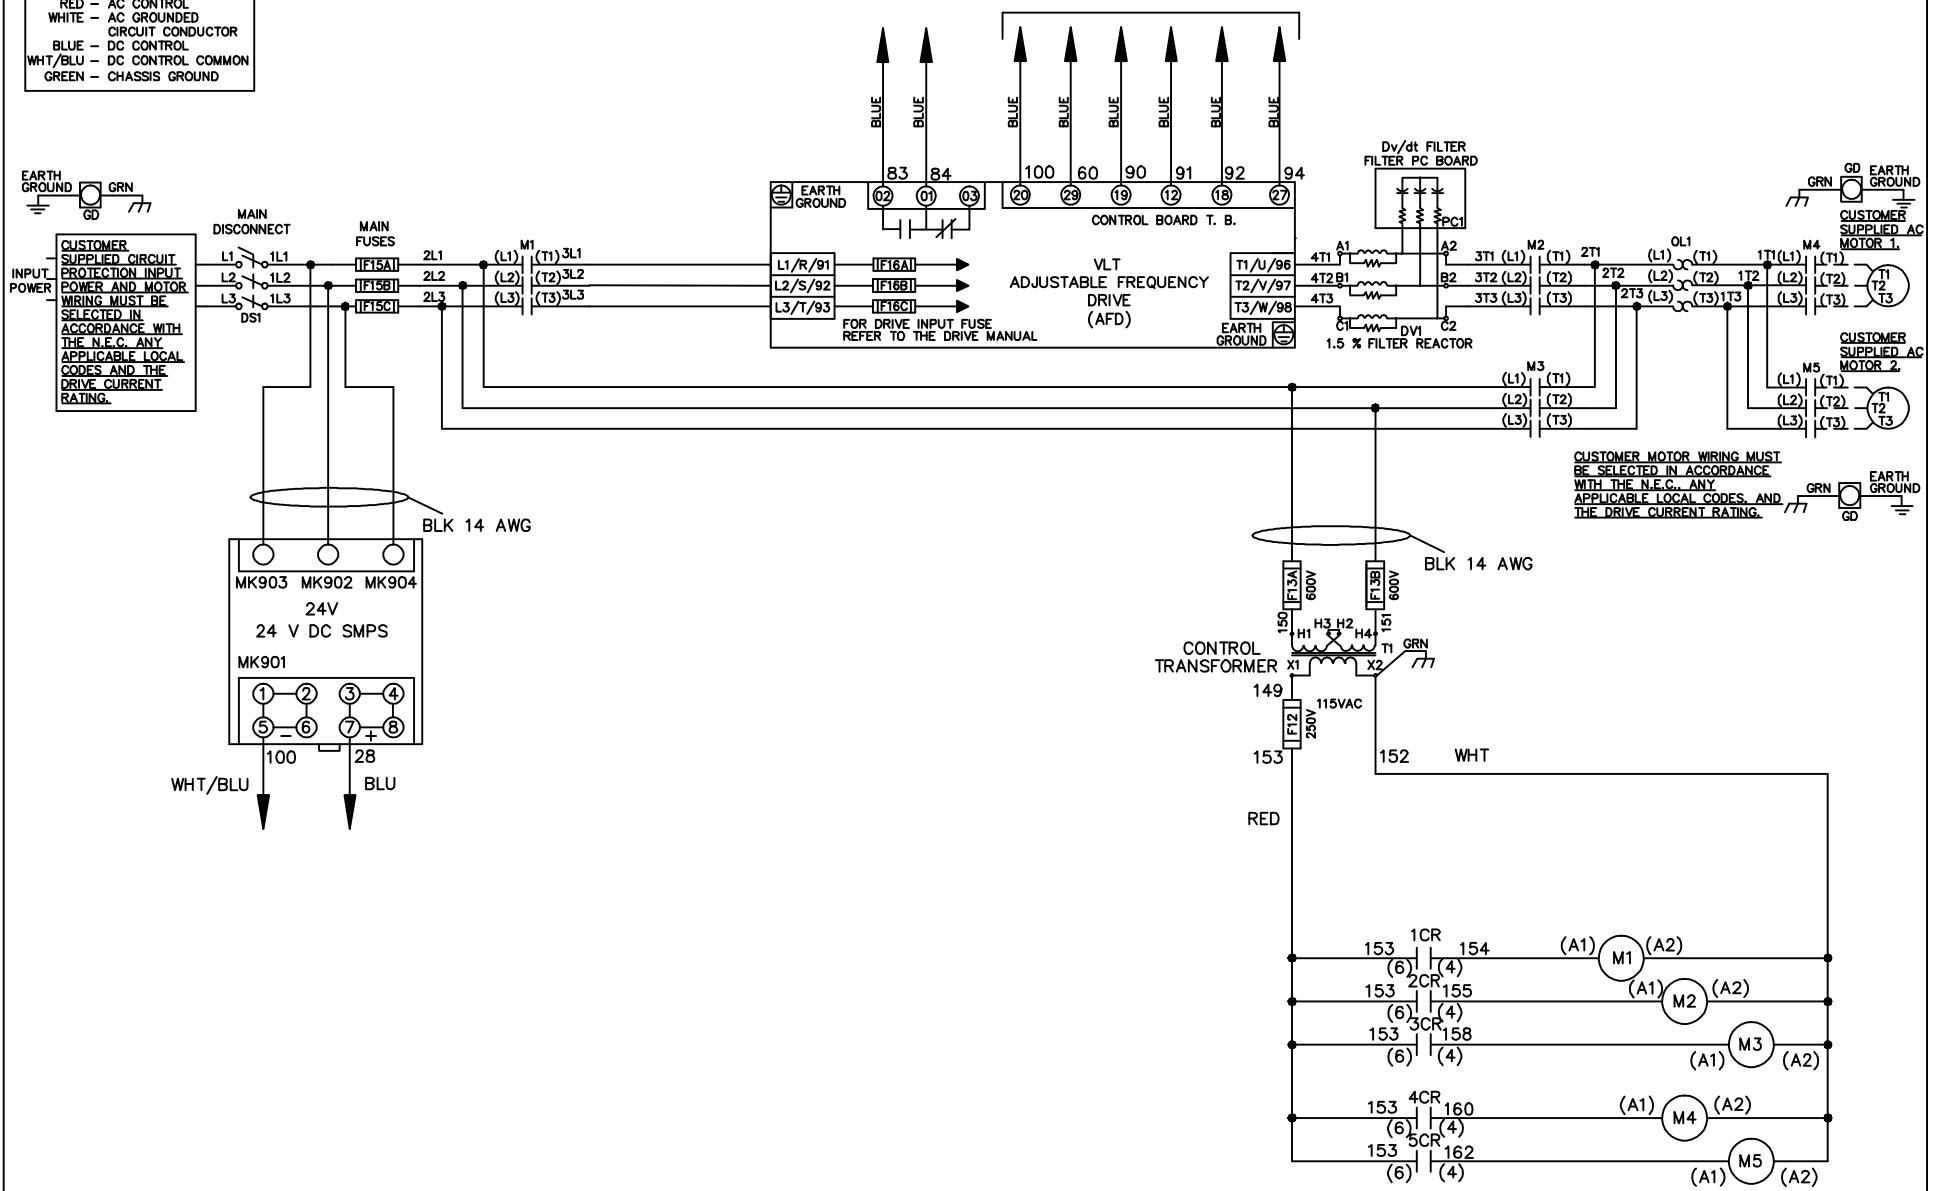 RED – AC CONTROL
WHITE – AC GROUNDED
CIRCUIT CONDUCTOR
BLUE – DC CONTROL
WHT/BLU – DC CONTROL COMMON
GREEN – CHASSIS GROUND
BLUE BLUE BLUE BLUE BLUE BLUE BLUE BLUE
83 84 100 60 90 91 92 94
EARTH
GROUND
GRN
GD
MAIN
DISCONNECT
MAIN
FUSES
INPUT
POWER
CUSTOMER
SUPPLIED CIRCUIT
PROTECTION INPUT
POWER AND MOTOR
WIRING MUST BE
SELECTED IN
ACCORDANCE WITH
THE N.E.C. ANY
APPLICABLE LOCAL
CODES AND THE
DRIVE CURRENT
RATING.
L1 1L1 F15A 2L1 (L1) M1 (T1) 3L1
L2 1L2 F15B 2L2 (L2) (T2) 3L2
L3 1L3 F15C 2L3 (L3) (T3) 3L3
DS1
EARTH
GROUND
02 01 03 20 29 19 12 18 27
CONTROL BOARD T. B.
L1/R/91 F16A
L2/S/92 F16B
L3/T/93 F16C
FOR DRIVE INPUT FUSE
REFER TO THE DRIVE MANUAL
VLT
ADJUSTABLE FREQUENCY
DRIVE
(AFD)
T1/U/96
T2/V/97
T3/W/98
EARTH
GROUND
Dv/dt FILTER
FILTER PC BOARD
PC1
4T1 A1 A2 3T1 (L1) M2 (T1) 2T1 (L1) OL1 (T1) 1T1 (L1) M4 (T1)
4T2 B1 B2 3T2 (L2) (T2) 2T2 (L2) (T2) 1T2 (L2) (T2)
4T3 C1 C2 3T3 (L3) (T3) 2T3 (L3) (T3) 1T3 (L3) (T3)
DV1
1.5 % FILTER REACTOR
GRN
GD
EARTH
GROUND
CUSTOMER
SUPPLIED AC
MOTOR 1.
T1
T2
T3
M3
(L1) (T1)
(L2) (T2)
(L3) (T3)
CUSTOMER
SUPPLIED AC
MOTOR 2.
M5
(L1) (T1)
(L2) (T2)
(L3) (T3)
T1
T2
T3
CUSTOMER MOTOR WIRING MUST
BE SELECTED IN ACCORDANCE
WITH THE N.E.C., ANY
APPLICABLE LOCAL CODES, AND
THE DRIVE CURRENT RATING.
GRN
GD
EARTH
GROUND
BLK 14 AWG
MK903 MK902 MK904
24V
24 V DC SMPS
MK901
1 2 3 4
5 – 6 7 + 8
100 28
WHT/BLU BLU
BLK 14 AWG
F13A 600V F13B 600V
150 151
H1 H3 H2 H4
T1
GRN
CONTROL
TRANSFORMER
X1 X2
149
115VAC
F12 250V
153 152 WHT
RED
1CR
153 154 (A1) M1 (A2)
(6) (4)
2CR
153 155 (A1) M2 (A2)
(6) (4)
3CR
153 158 M3
(6) (4) (A1) (A2)
4CR
153 160 (A1) M4 (A2)
(6) (4)
5CR
153 162 M5
(6) (4) (A1) (A2)